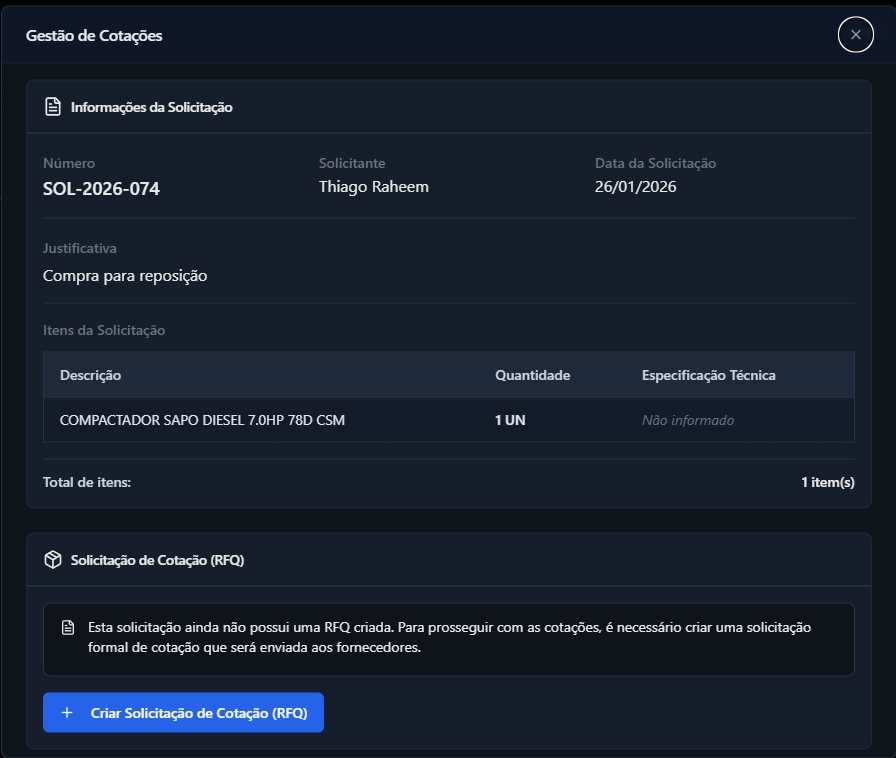 Gestão de Cotações
Informações da Solicitação
Número
Solicitante
Data da Solicitação
SOL-2026-074
Thiago Raheem
26/01/2026
Justificativa
Compra para reposição
Itens da Solicitação
Descrição
Quantidade
Especificação Técnica
COMPACTADOR SAPO DIESEL 7.0HP 78D CSM
1 UN
Não informado
Total de itens:
1 item(s)
Solicitação de Cotação (RFQ)
Esta solicitação ainda não possui uma RFQ criada. Para prosseguir com as cotações, é necessário criar uma solicitação
formal de cotação que será enviada aos fornecedores.
+ Criar Solicitação de Cotação (RFQ)